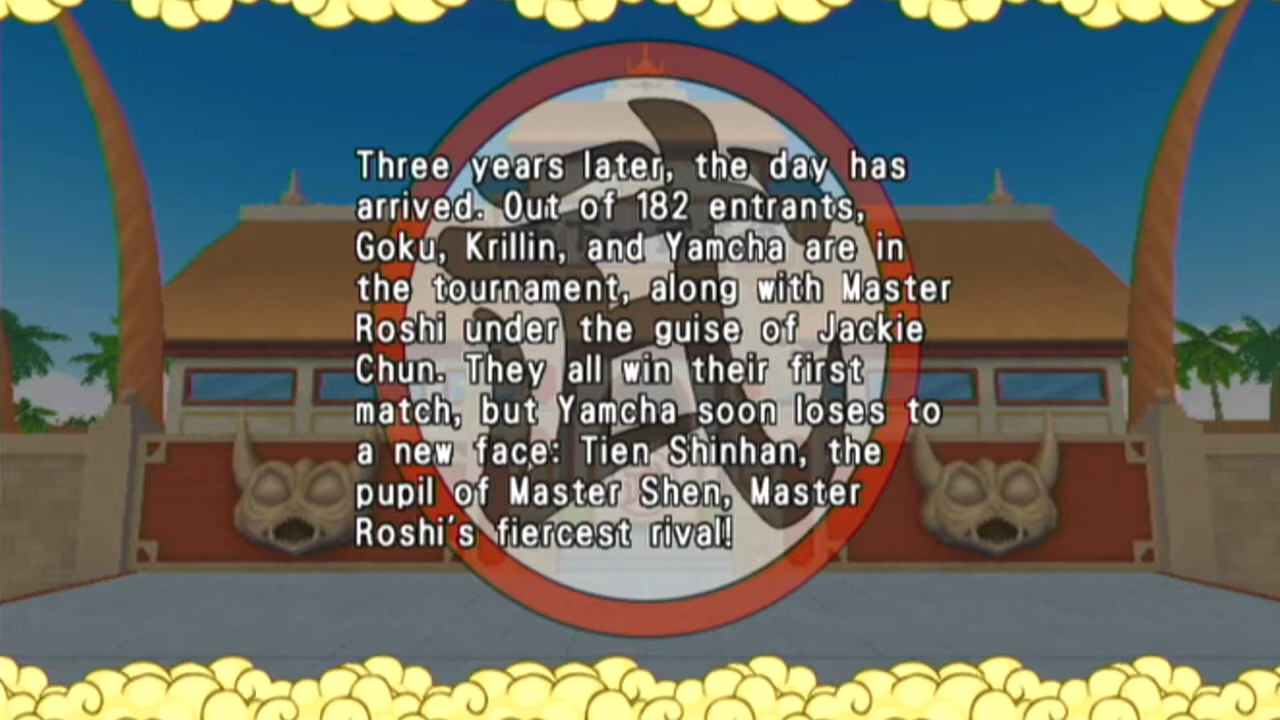 Three years later, the day has
arrived. Out of 182 entrants,
Goku, Krillin, and Yamcha are in
the tournament, along with Master
Roshi under the guise of Jackie
Chun. They all win their first
match, but Yamcha soon loses to
a new face: Tien Shinhan, the
pupil of Master Shen, Master
Roshi's fiercest rival!